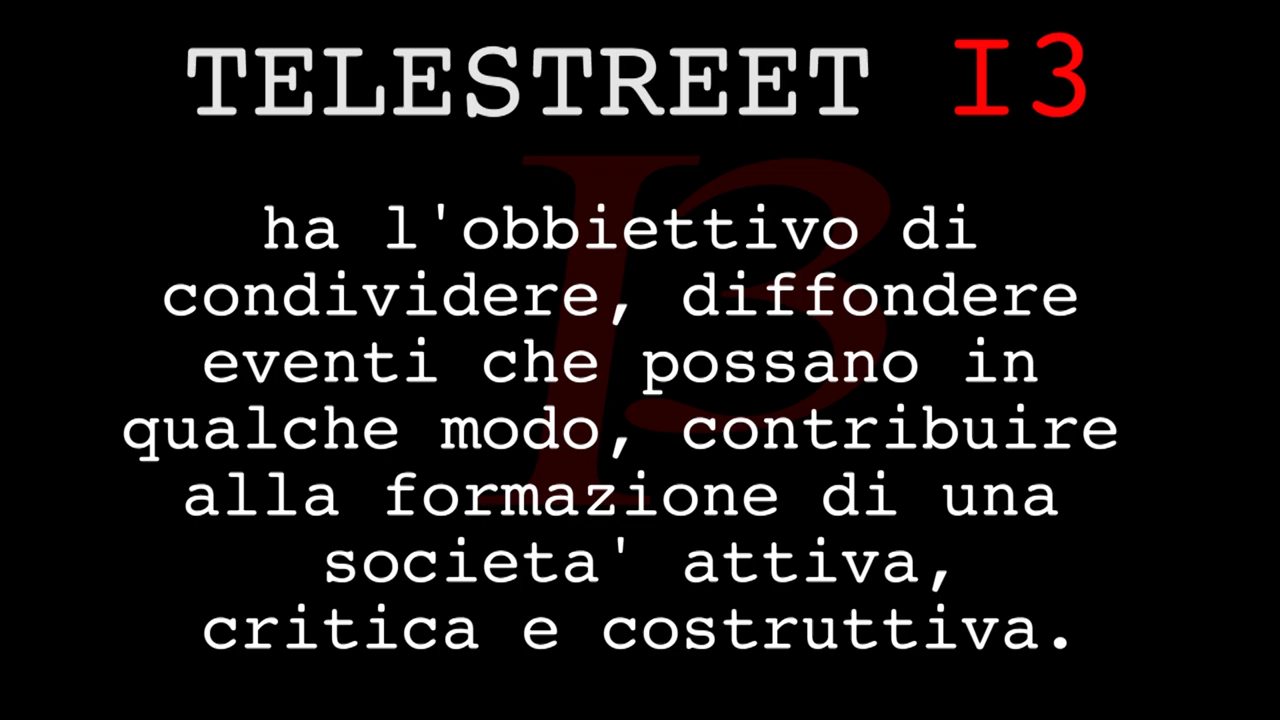 TELESTREET I3
ha l'obbiettivo di
condividere, diffondere
eventi che possano in
qualche modo, contribuire
alla formazione di una
societa' attiva,
critica e costruttiva.
I3